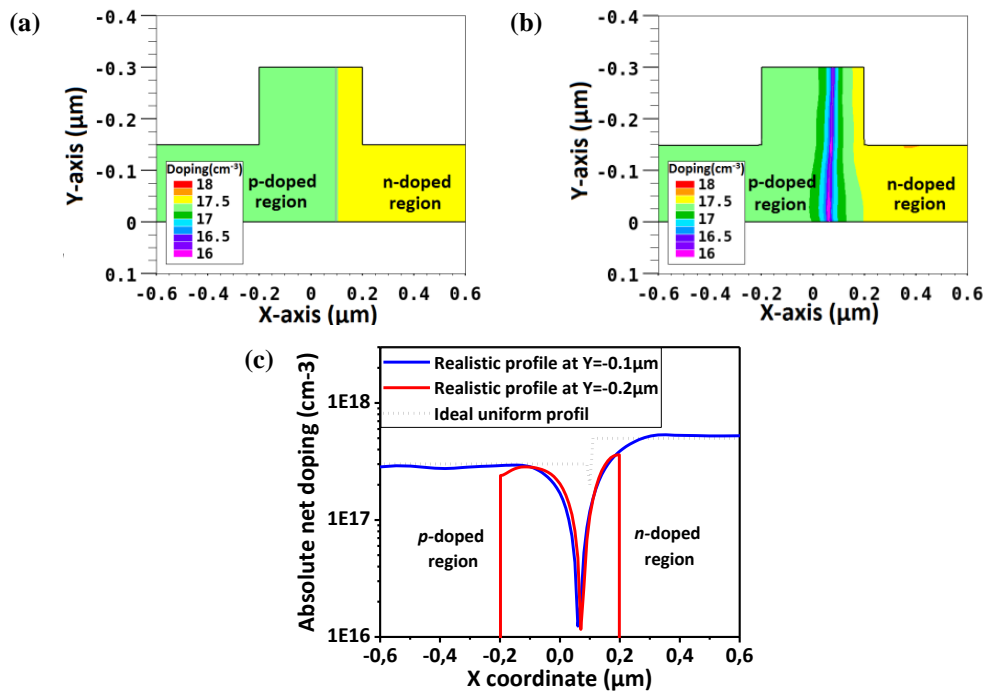 (a)
-0.4
-0.3
-0.2
-0.1
0
0.1
Y-axis (µm)
Doping(cm-3)
18
17.5
17
16.5
16
p-doped
region
n-doped
region
-0.6 -0.4 -0.2 0 0.2 0.4 0.6
X-axis (µm)
(b)
-0.4
-0.3
-0.2
-0.1
0
0.1
Y-axis (µm)
Doping(cm-3)
18
17.5
17
16.5
16
p-doped
region
n-doped
region
-0.6 -0.4 -0.2 0 0.2 0.4 0.6
X-axis (µm)
(c)
Realistic profile at Y=-0.1µm
Realistic profile at Y=-0.2µm
Ideal uniform profil
Absolute net doping (cm-3)
1E18
1E17
1E16
p-doped
region
n-doped
region
-0,6 -0,4 -0,2 0,0 0,2 0,4 0,6
X coordinate (µm)